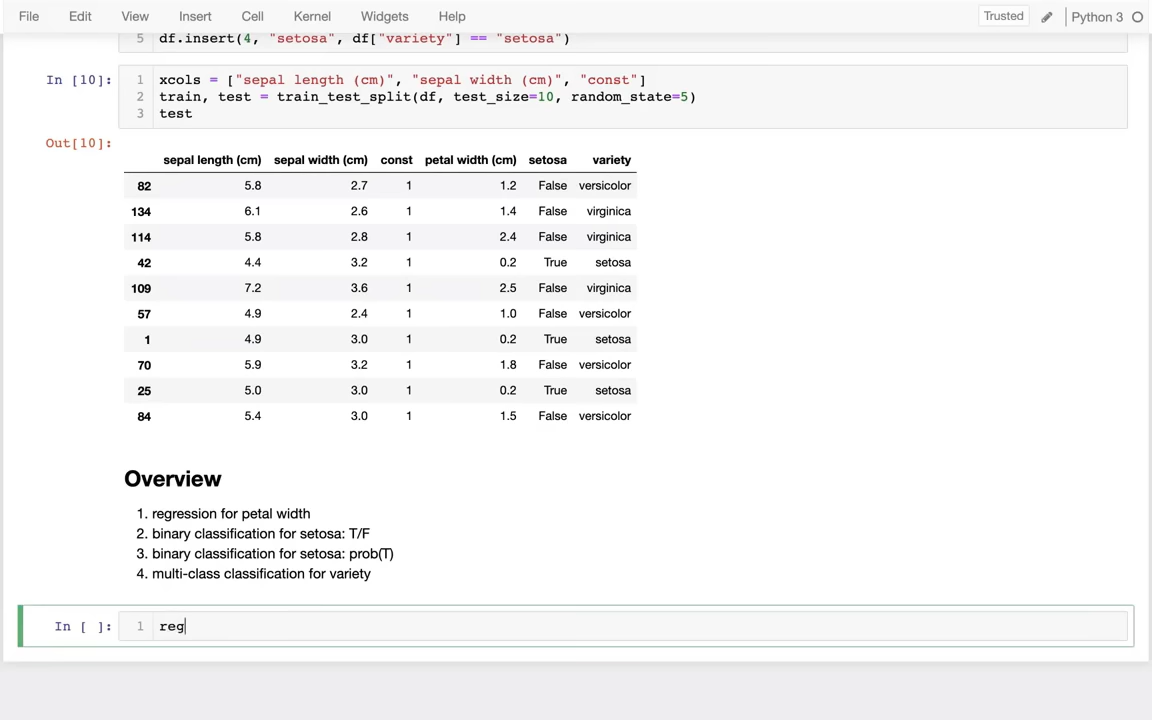 File Edit View Insert Cell Kernel Widgets Help Trusted Python 3
5 df.insert(4, "setosa", df["variety"] == "setosa")
In [10]: 1 xcols = ["sepal length (cm)", "sepal width (cm)", "const"]
2 train, test = train_test_split(df, test_size=10, random_state=5)
3 test
Out[10]:
sepal length (cm) sepal width (cm) const petal width (cm) setosa variety
82 5.8 2.7 1 1.2 False versicolor
134 6.1 2.6 1 1.4 False virginica
114 5.8 2.8 1 2.4 False virginica
42 4.4 3.2 1 0.2 True setosa
109 7.2 3.6 1 2.5 False virginica
57 4.9 2.4 1 1.0 False versicolor
1 4.9 3.0 1 0.2 True setosa
70 5.9 3.2 1 1.8 False versicolor
25 5.0 3.0 1 0.2 True setosa
84 5.4 3.0 1 1.5 False versicolor
Overview
1. regression for petal width
2. binary classification for setosa: T/F
3. binary classification for setosa: prob(T)
4. multi-class classification for variety
In [ ]: 1 reg